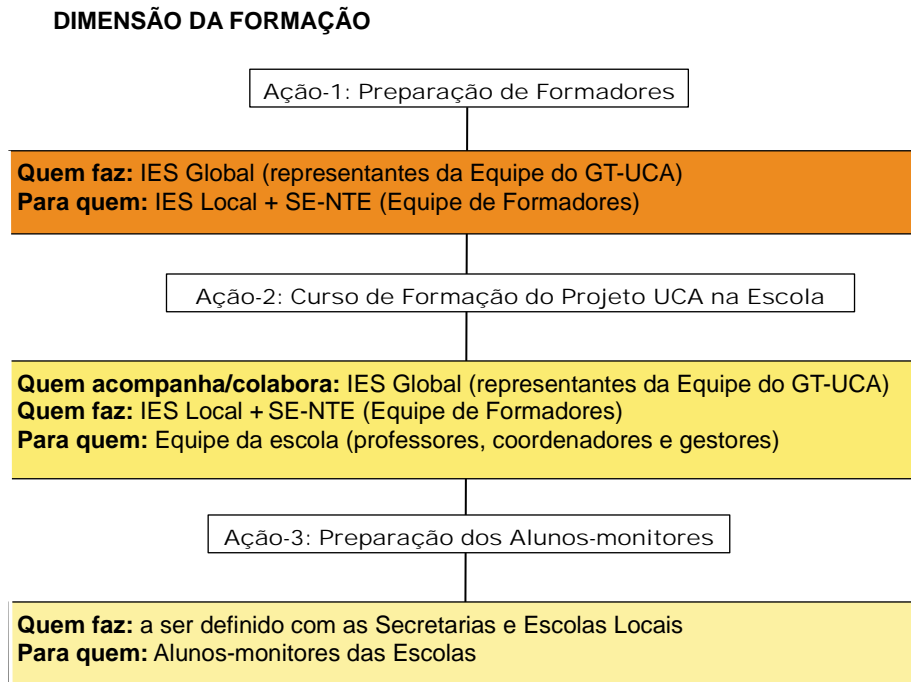 DIMENSÃO DA FORMAÇÃO
Ação-1: Preparação de Formadores
Quem faz: IES Global (representantes da Equipe do GT-UCA)
Para quem: IES Local + SE-NTE (Equipe de Formadores)
Ação-2: Curso de Formação do Projeto UCA na Escola
Quem acompanha/colabora: IES Global (representantes da Equipe do GT-UCA)
Quem faz: IES Local + SE-NTE (Equipe de Formadores)
Para quem: Equipe da escola (professores, coordenadores e gestores)
Ação-3: Preparação dos Alunos-monitores
Quem faz: a ser definido com as Secretarias e Escolas Locais
Para quem: Alunos-monitores das Escolas